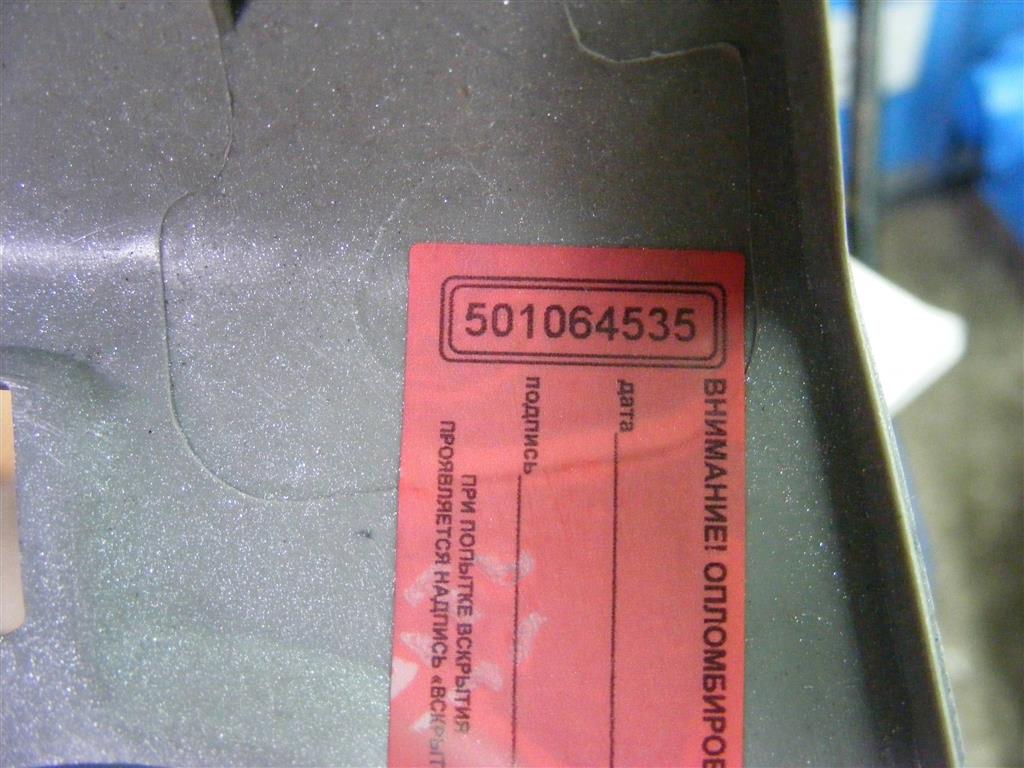 501064535
ВНИМАНИЕ! ОПЛОМБИРОВ
дата
подпись
ПРИ ПОПЫТКЕ ВСКРЫТИЯ
ПРОЯВЛЯЕТСЯ НАДПИСЬ «ВСКРЫТ